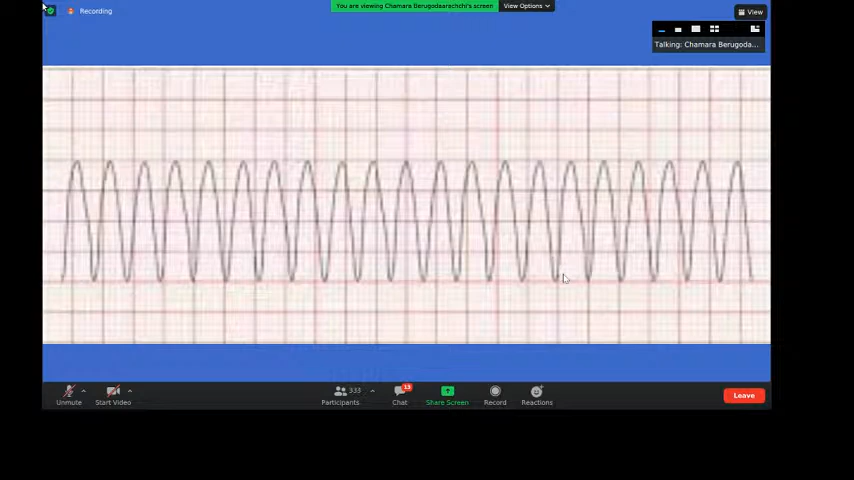 Recording
You are viewing Chamara Berugodaarachchi's screen
View Options
View
Talking: Chamara Berugoda...
Unmute
Start Video
333
Participants
13
Chat
Share Screen
Record
Reactions
Leave